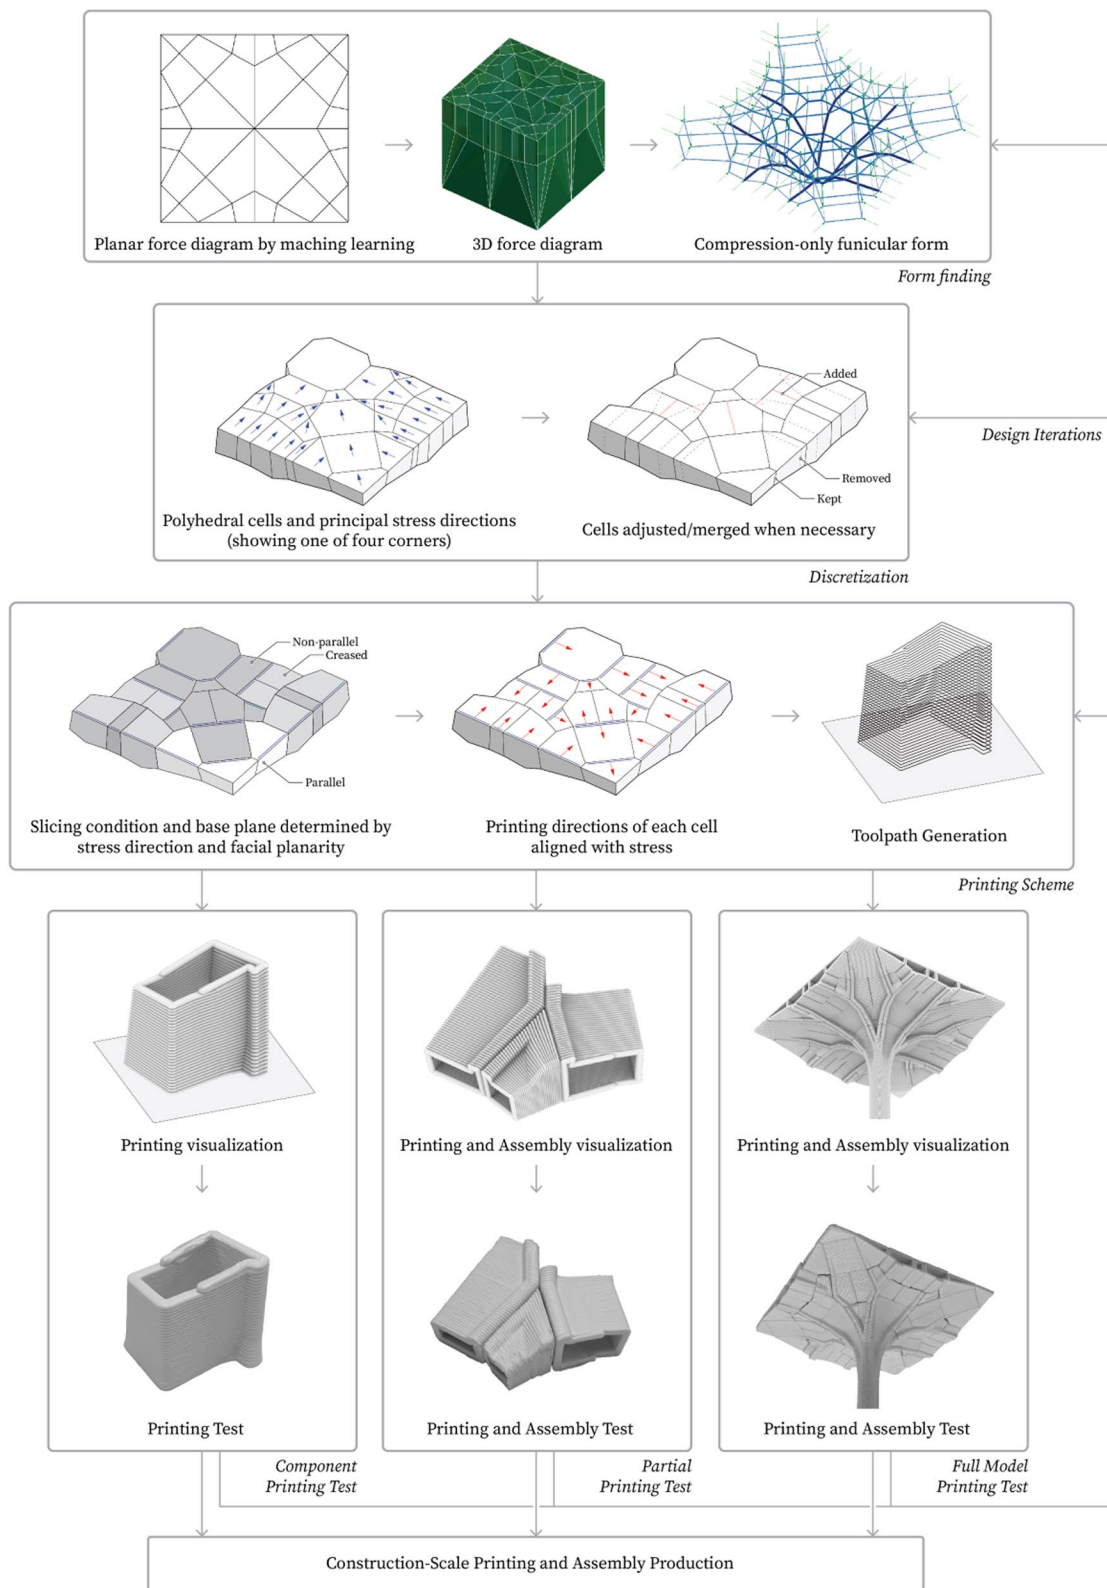 Planar force diagram by maching learning
3D force diagram
Compression-only funicular form
Form finding
Added
Removed
Kept
Polyhedral cells and principal stress directions
(showing one of four corners)
Cells adjusted/merged when necessary
Design Iterations
Discretization
Non-parallel
Creased
Parallel
Slicing condition and base plane determined by
stress direction and facial planarity
Printing directions of each cell
aligned with stress
Toolpath Generation
Printing Scheme
Printing visualization
Printing and Assembly visualization
Printing and Assembly visualization
Printing Test
Printing and Assembly Test
Printing and Assembly Test
Component
Printing Test
Partial
Printing Test
Full Model
Printing Test
Construction-Scale Printing and Assembly Production